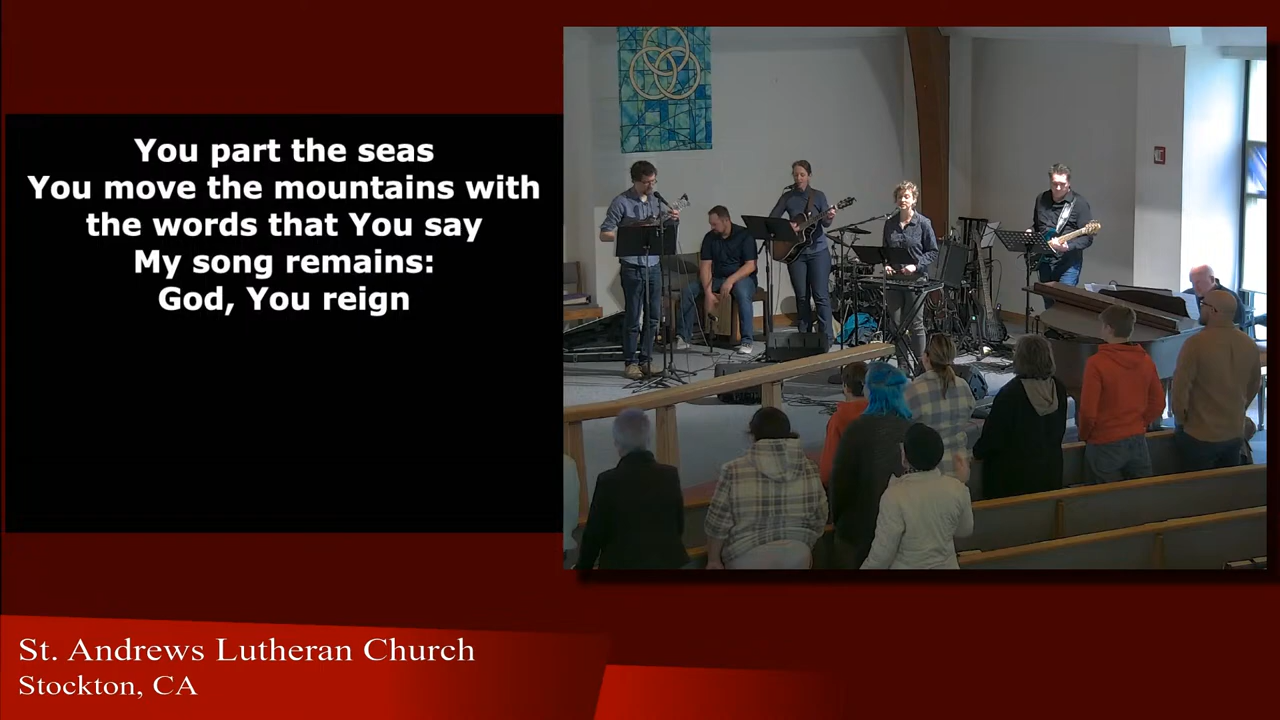 You part the seas
You move the mountains with
the words that You say
My song remains:
God, You reign
St. Andrews Lutheran Church
Stockton, CA